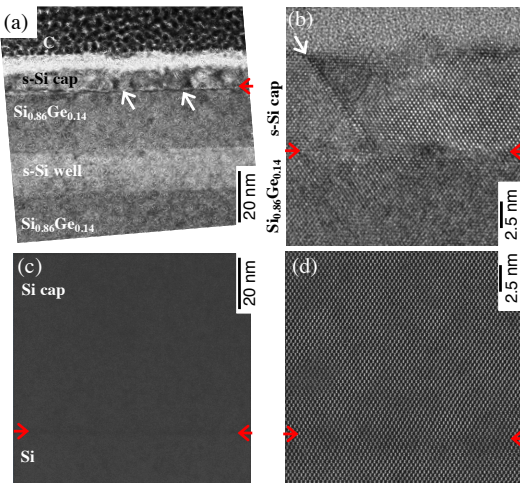 (a)
C
s-Si cap
Si0.86Ge0.14
s-Si well
Si0.86Ge0.14
20 nm
(b)
s-Si cap
Si0.86Ge0.14
2.5 nm
(c)
Si cap
Si
20 nm
(d)
2.5 nm